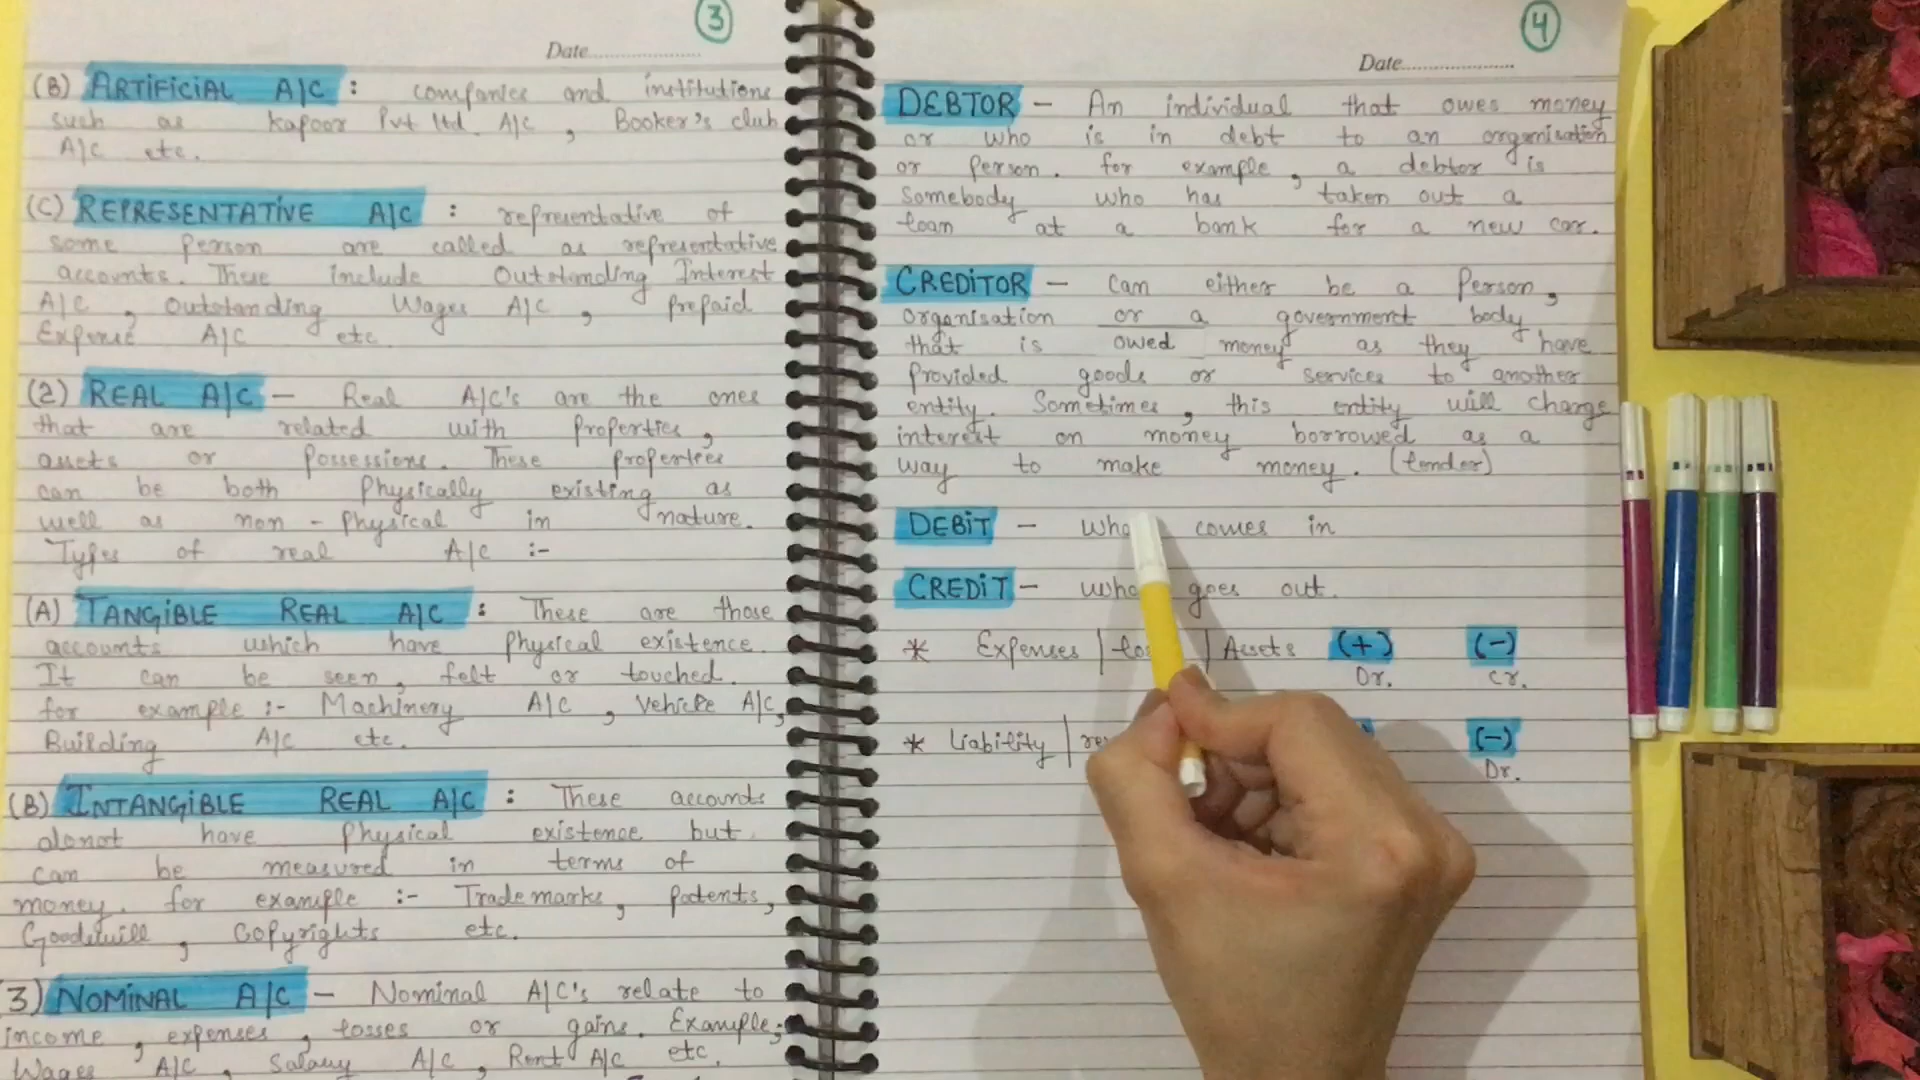 3
Date
(B) ARTIFICIAL A/C : companies and institutions
such as Kapoor Pvt ltd. A/C , Booker's club
A/C etc.
(C) REPRESENTATIVE A/C : representative of
some person are called as representative
accounts. These include Outstanding Interest
A/C , Outstanding Wages A/C , prepaid
Expense A/C etc
(2) REAL A/C - Real A/C's are the ones
that are related with properties,
assets or possessions. These properties
can be both physically existing as
well as non - physical in nature.
Types of real A/C :-
(A) TANGIBLE REAL A/C : These are those
accounts which have physical existence.
It can be seen, felt or touched.
for example :- Machinery A/C , Vehicle A/C,
Building A/C etc.
(B) INTANGIBLE REAL A/C : These accounts
donot have physical existence but
can be measured in terms of
money. for example :- Trademarks, patents,
Goodwill , Copyrights etc.
3) NOMINAL A/C - Nominal A/C's relate to
income , expenses , losses or gains. Example,
Wages A/C , Salary A/C , Rent A/C etc.
4
Date
DEBTOR - An individual that owes money
or who is in debt to an organisation
or person. for example , a debtor is
somebody who has taken out a
loan at a bank for a new car.
CREDITOR - Can either be a person,
organisation or a government body
that is owed money as they have
provided goods or services to another
entity. Sometimes , this entity will charge
interest on money borrowed as a
way to make money. (lender)
DEBIT - comes in
CREDIT - goes out.
* Expenses | | Assets (+) (-)
Dr. Cr.
* Liability | (-)
Dr.